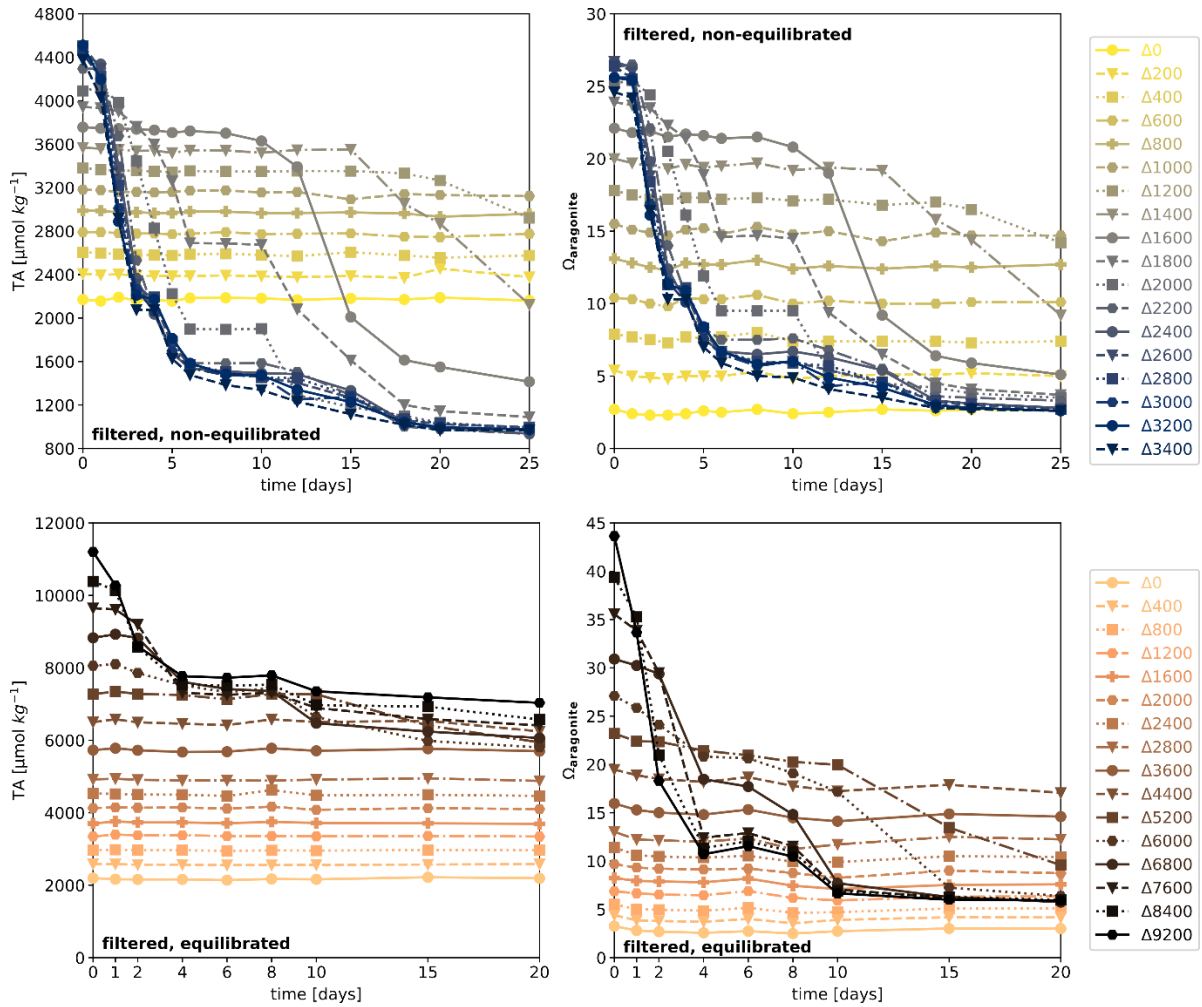 4800
4400
4000
3600
3200
2800
2400
2000
1600
1200
800
TA [µmol kg⁻¹]
filtered, non-equilibrated
0 5 10 15 20 25
time [days]
30
25
20
15
10
5
0
Ωaragonite
filtered, non-equilibrated
0 5 10 15 20 25
time [days]
Δ0
Δ200
Δ400
Δ600
Δ800
Δ1000
Δ1200
Δ1400
Δ1600
Δ1800
Δ2000
Δ2200
Δ2400
Δ2600
Δ2800
Δ3000
Δ3200
Δ3400
12000
10000
8000
6000
4000
2000
0
TA [µmol kg⁻¹]
filtered, equilibrated
0 1 2 4 6 8 10 15 20
time [days]
45
40
35
30
25
20
15
10
5
0
Ωaragonite
filtered, equilibrated
0 1 2 4 6 8 10 15 20
time [days]
Δ0
Δ400
Δ800
Δ1200
Δ1600
Δ2000
Δ2400
Δ2800
Δ3600
Δ4400
Δ5200
Δ6000
Δ6800
Δ7600
Δ8400
Δ9200